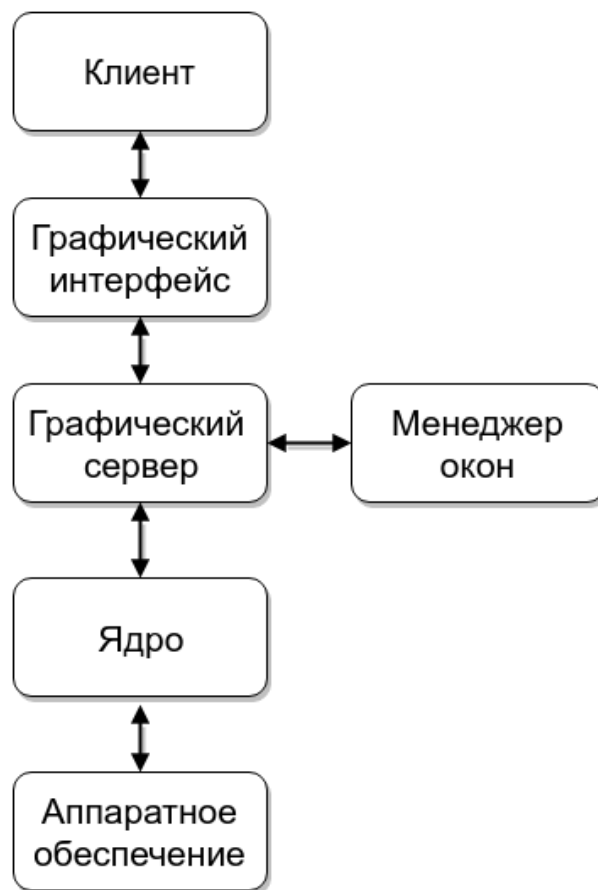 Клиент
Графический
интерфейс
Графический
сервер
Менеджер
окон
Ядро
Аппаратное
обеспечение